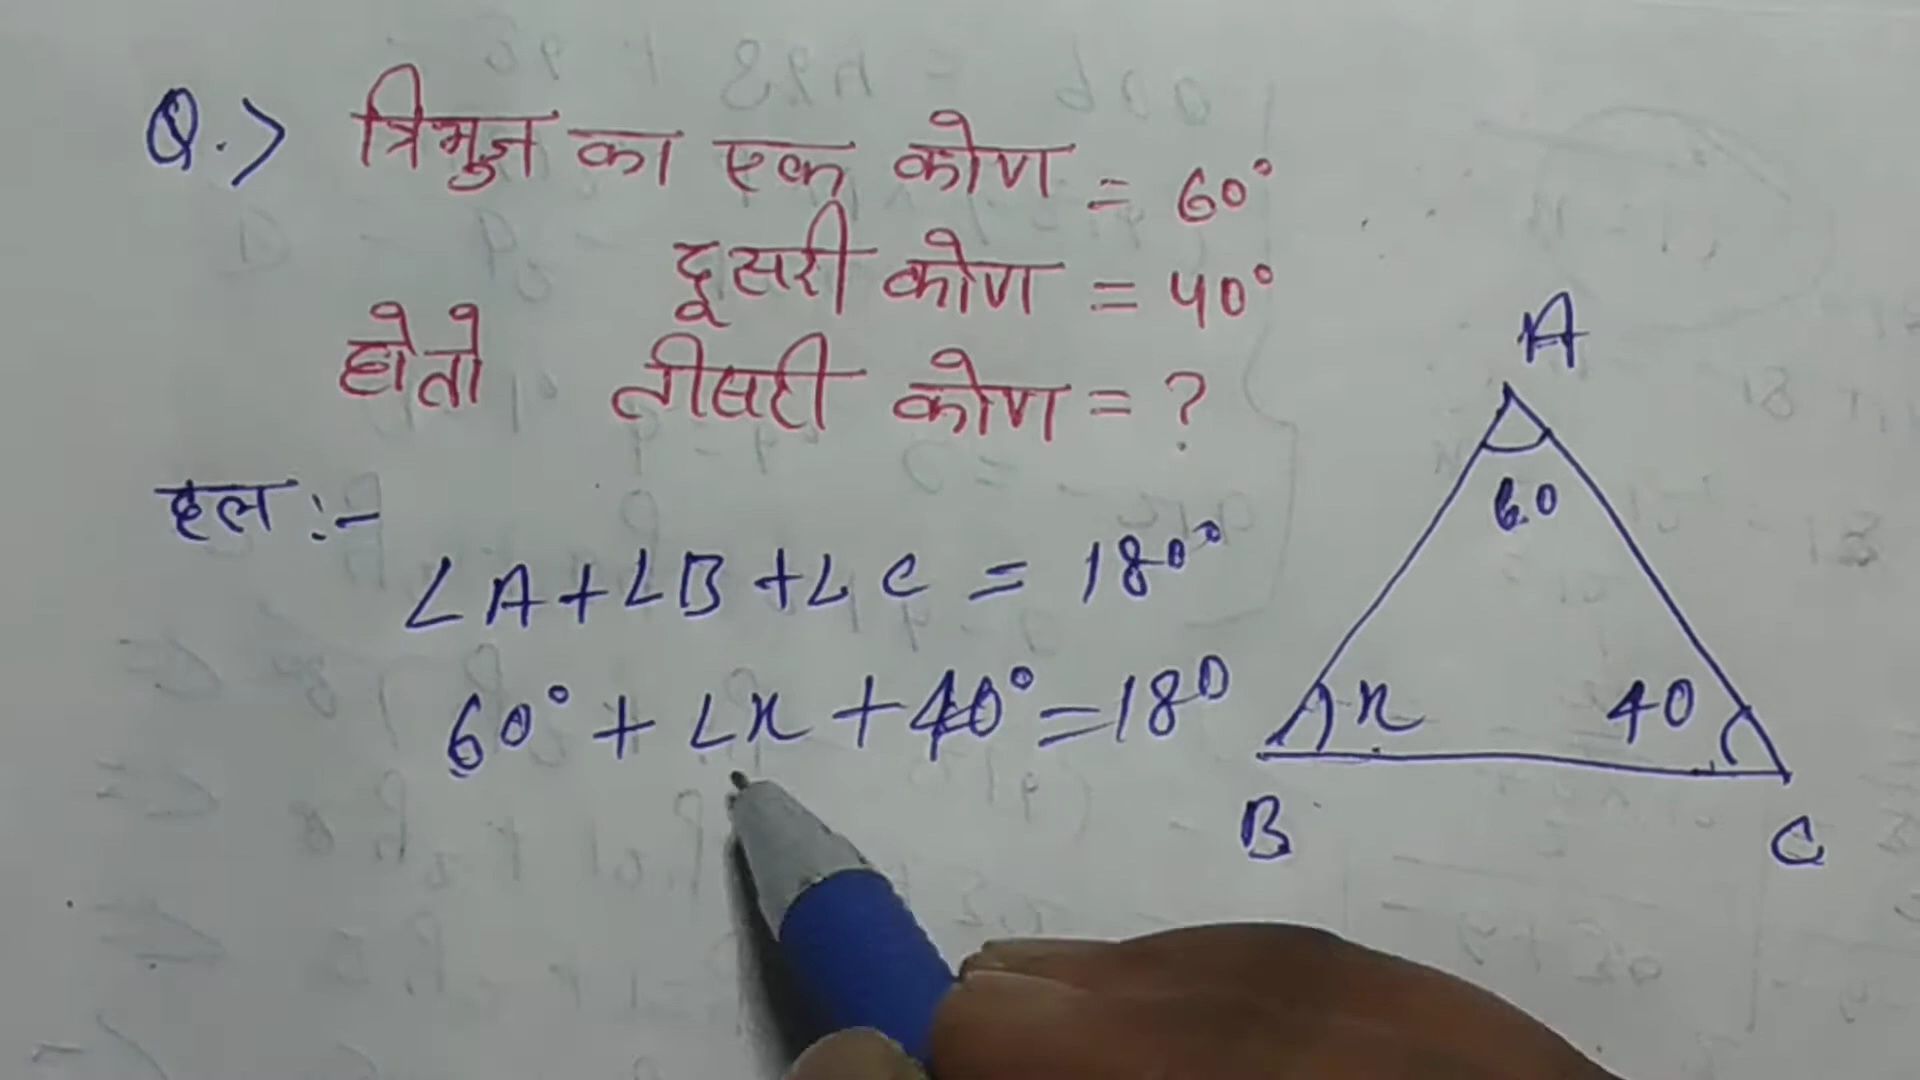 Q.> त्रिभुज का एक कोण = 60°
दूसरी कोण = 40°
होतो तीसरी कोण = ?
हल :-
∠A+∠B+∠C = 180°
60° + ∠x + 40° = 180
A
60
x
40
B
C